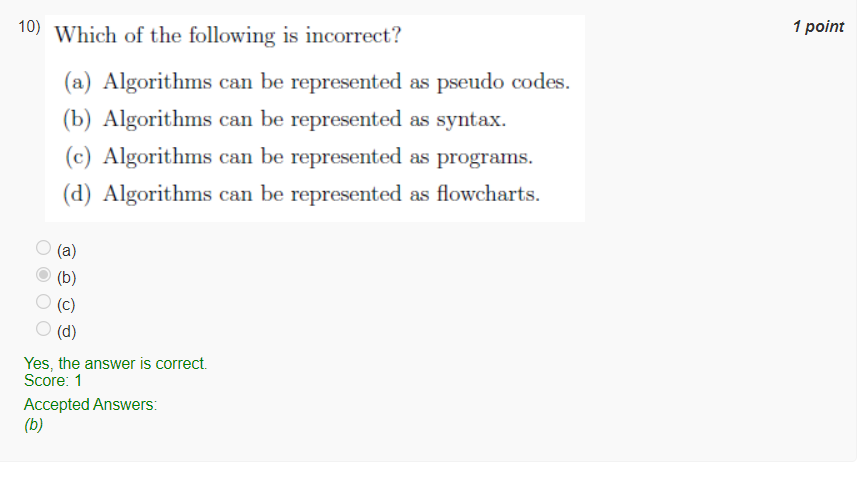 10) Which of the following is incorrect? 1 point
(a) Algorithms can be represented as pseudo codes.
(b) Algorithms can be represented as syntax.
(c) Algorithms can be represented as programs.
(d) Algorithms can be represented as flowcharts.
(a)
(b)
(c)
(d)
Yes, the answer is correct.
Score: 1
Accepted Answers:
(b)